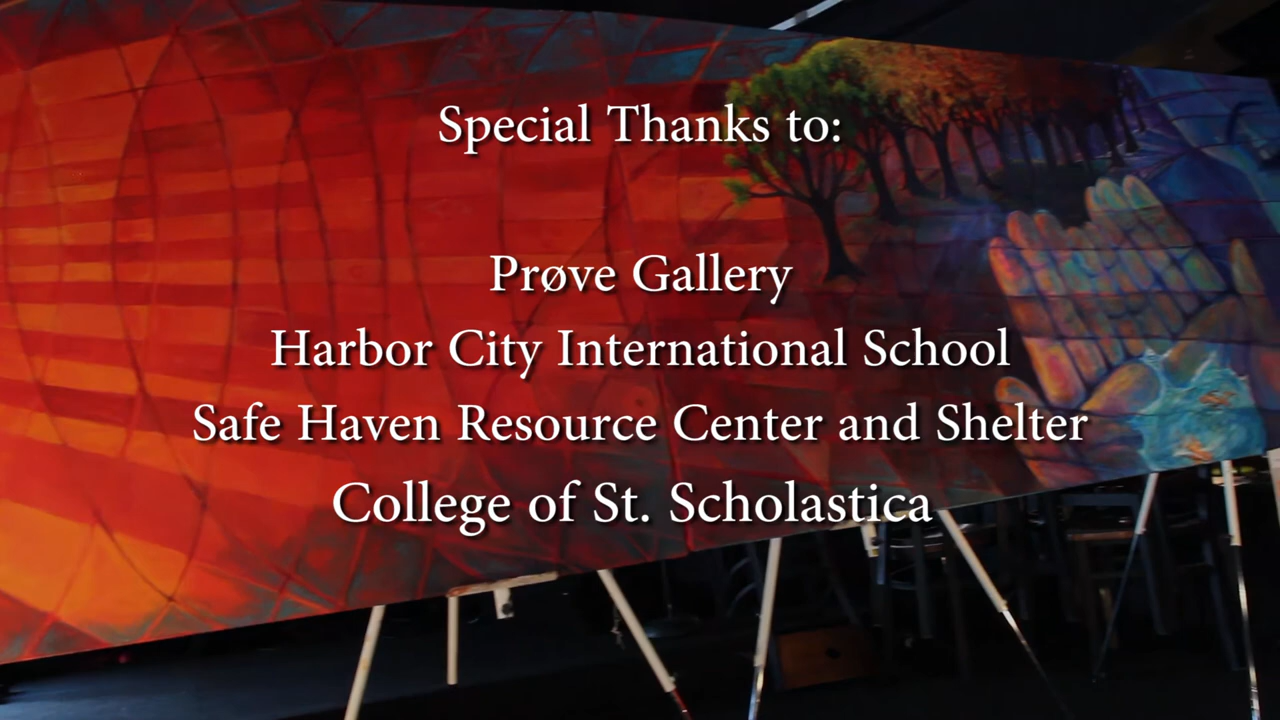 Special Thanks to:
Prøve Gallery
Harbor City International School
Safe Haven Resource Center and Shelter
College of St. Scholastica